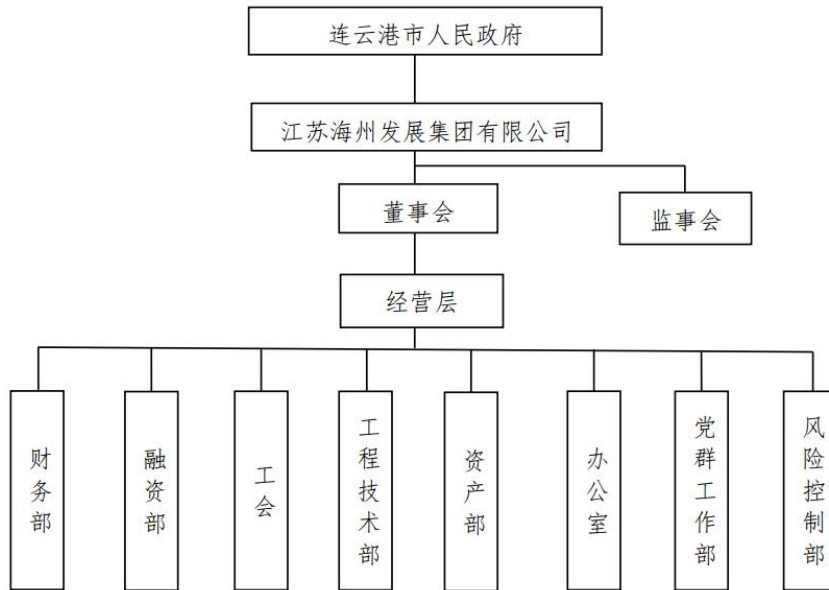 连云港市人民政府
江苏海州发展集团有限公司
董事会
监事会
经营层
财务部
融资部
工会
工程技术部
资产部
办公室
党群工作部
风险控制部